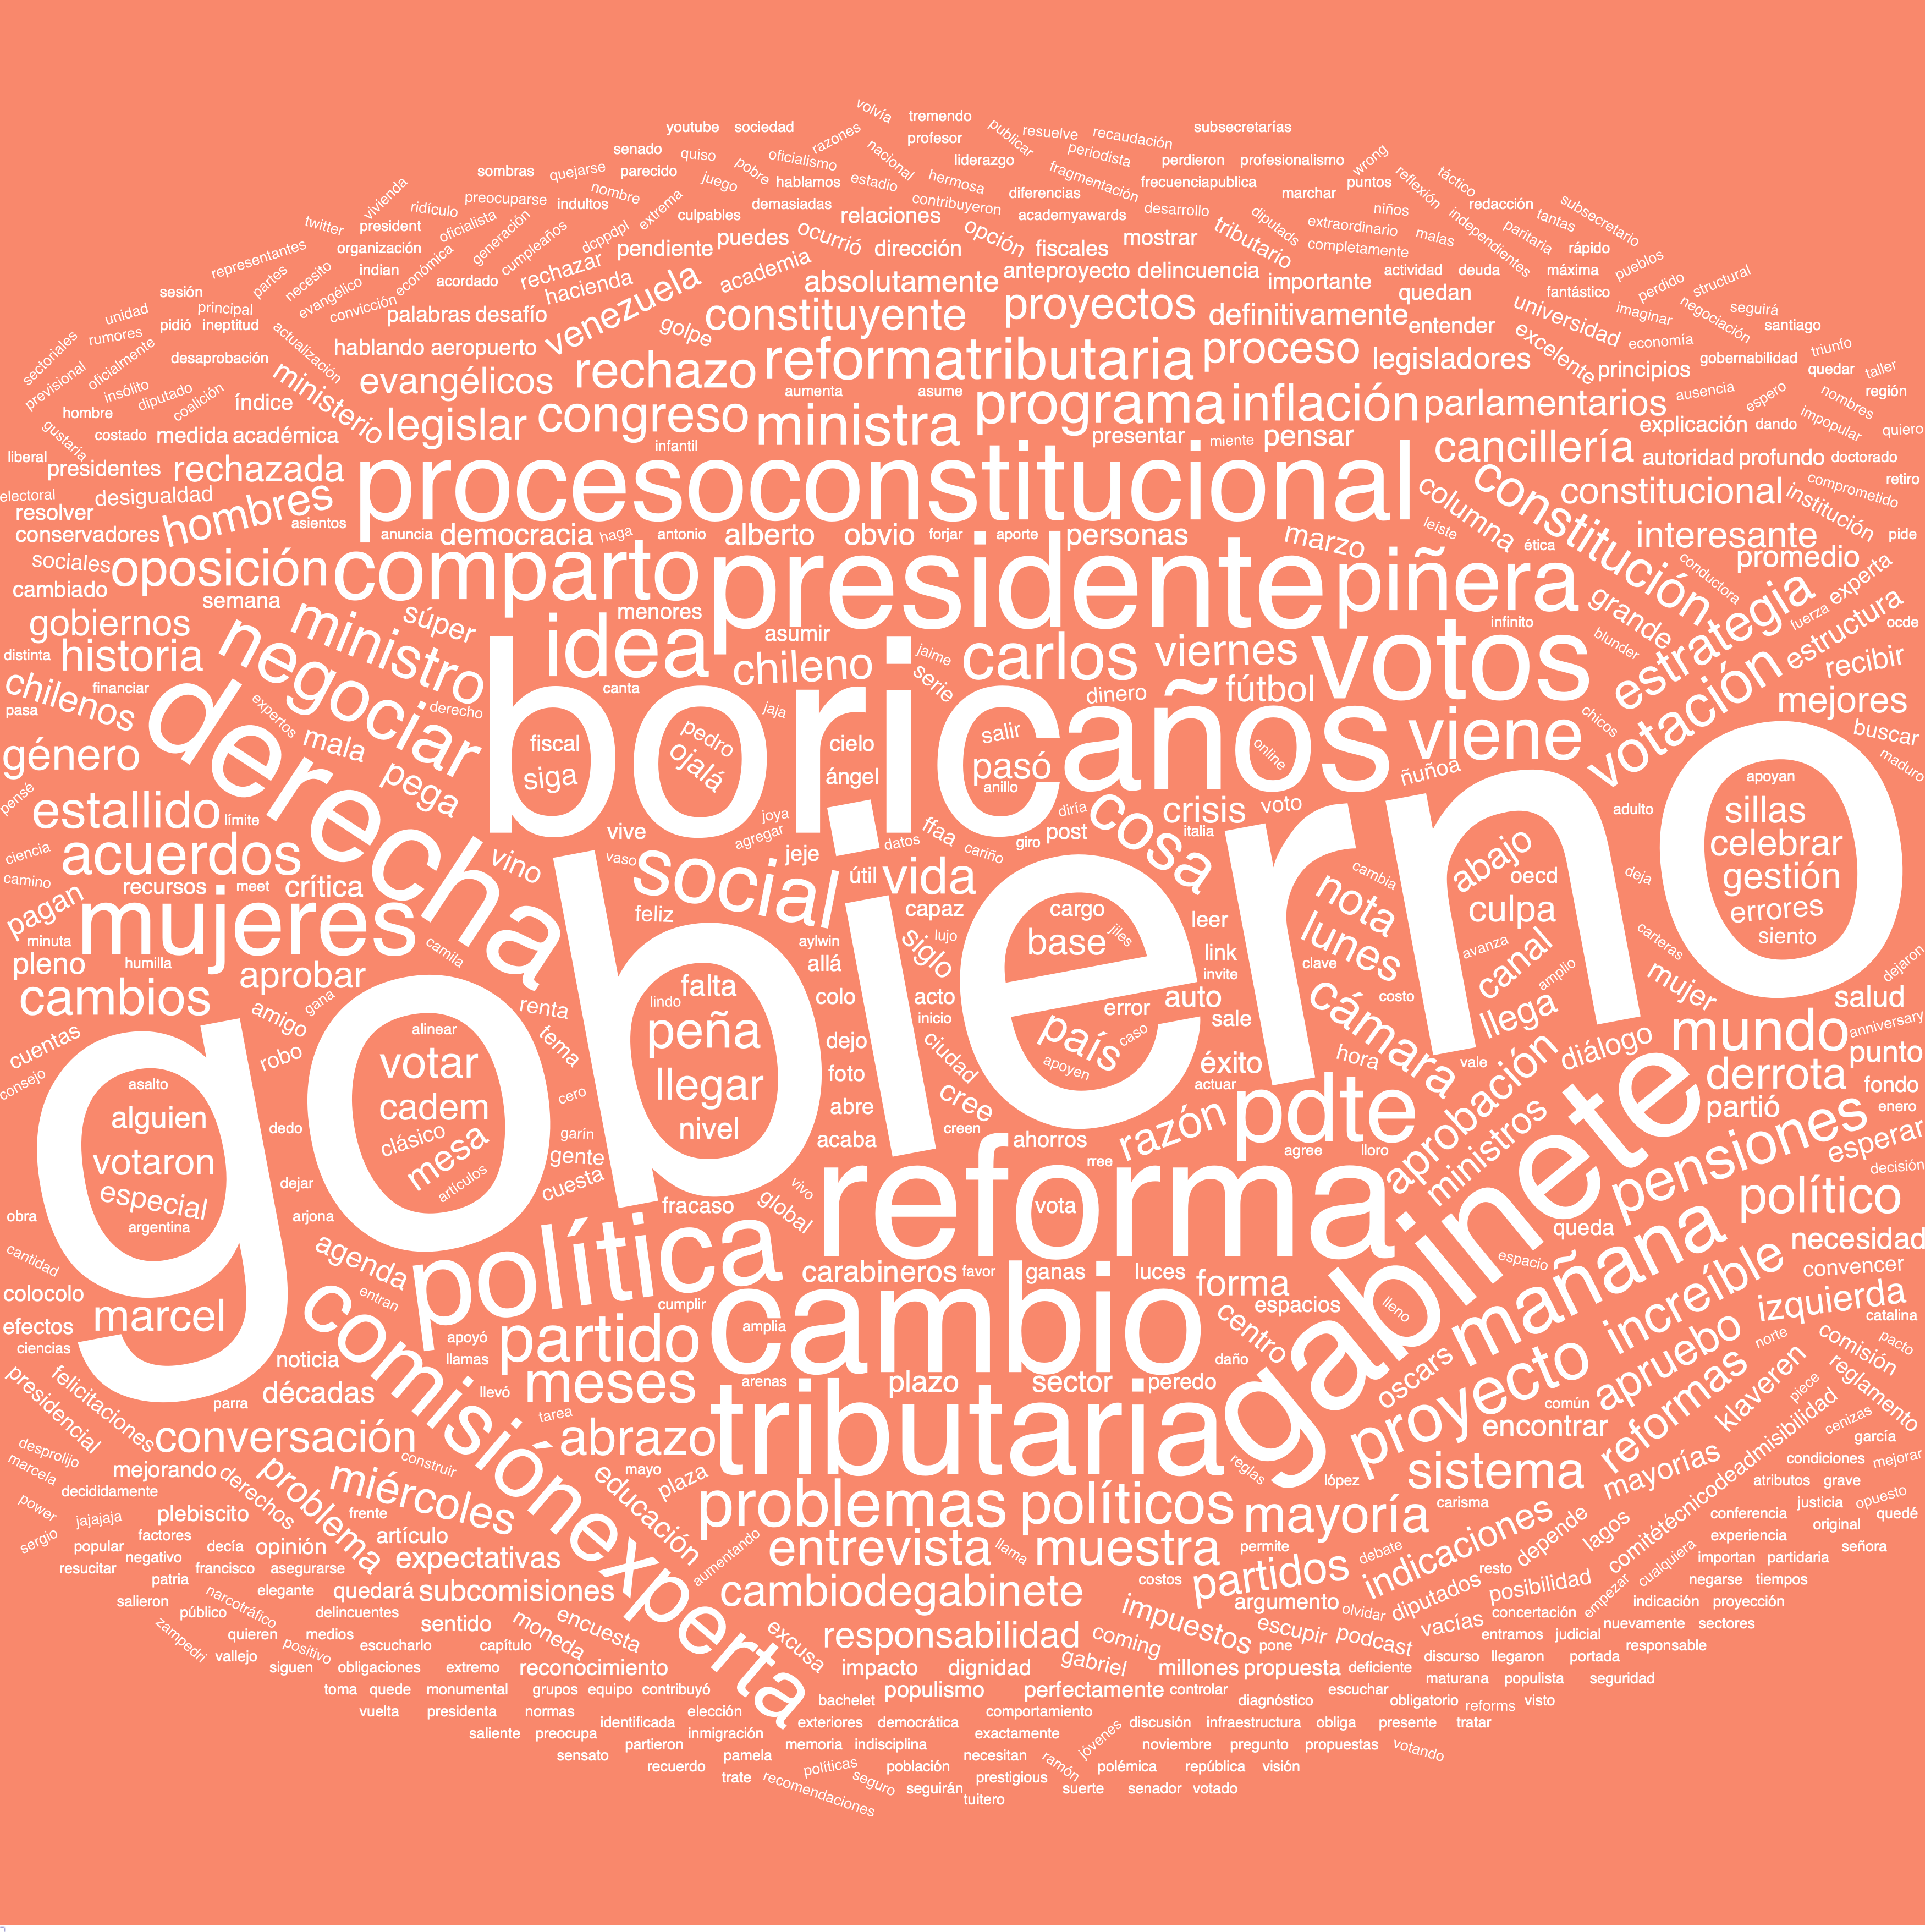 volvía
tremendo
youtube
sociedad
razones
profesor
publicar
resuelve
recaudación
subsecretarías
senado
quiso
oficialismo
nacional
liderazgo
periodista
perdieron
profesionalismo
wrong
sombras
quejarse
parecido
pobre
hablamos
estadio
hermosa
diferencias
fragmentación
frecuenciapublica
marchar
puntos
reflexión
táctico
vivienda
preocuparse
nombre
juego
indultos
extrema
culpables
demasiadas
contribuyeron
relaciones
academyawards
desarrollo
diputads
extraordinario
niños
independientes
redacción
tantas
subsecretario
twitter
president
ridículo
oficialista
generación
cumpleaños
dcppdpl
pendiente
puedes
ocurrió
dirección
opción
fiscales
mostrar
tributario
completamente
malas
paritaria
rápido
pueblos
representantes
organización
indian
económica
acordado
rechazar
hacienda
venezuela
academia
absolutamente
anteproyecto
delincuencia
importante
actividad
deuda
máxima
fantástico
perdido
structural
sesión
partes
necesito
evangélico
convicción
quedan
universidad
imaginar
negociación
seguirá
unidad
principal
rumores
pidió
ineptitud
actualización
palabras
desafío
golpe
constituyente
proyectos
definitivamente
entender
excelente
economía
santiago
sectoriales
oficialmente
desaprobación
hablando
aeropuerto
reformatributaria
proceso
legisladores
principios
gobernabilidad
triunfo
previsional
insólito
diputado
coalición
ministerio
evangélicos
rechazo
aumenta
asume
programa
inflación
parlamentarios
ausencia
espero
quedar
taller
nombres
región
hombre
índice
legislar
congreso
ministra
presentar
miente
pensar
explicación
dando
impopular
quiero
gustaria
costado
medida
académica
infantil
cancillería
autoridad
profundo
doctorado
liberal
presidentes
rechazada
procesoconstitucional
columna
constitución
constitucional
institución
comprometido
retiro
electoral
desigualdad
resolver
hombres
asientos
conservadores
anuncia
democracia
haga
antonio
alberto
obvio
forjar
aporte
personas
marzo
leíste
ética
interesante
pide
sociales
oposición
comparto
presidente
piñera
conductora
promedio
cambiado
semana
ministro
súper
menores
asumir
infinito
grande
estrategia
fuerza
experta
gobiernos
negociar
idea
chileno
jaime
carlos
viernes
votos
blunder
estructura
ocde
distinta
historia
financiar
canta
serie
dinero
fútbol
votación
recibir
chilenos
pasa
derecha
expertos
derecho
boric
jaja
años
viene
chicos
mejores
género
mala
pega
fiscal
siga
pedro
ojalá
cielo
ángel
salir
pasó
anillo
online
ñuñoa
buscar
maduro
pensé
estallido
límite
vive
joya
agregar
datos
ffaa
cariño
diría
giro
post
cosa
crisis
italia
voto
adulto
apoyan
sillas
celebrar
gestión
errores
siento
ciencia
acuerdos
vino
vaso
jeje
social
útil
vida
cambia
abajo
oecd
deja
camino
recursos
meet
crítica
feliz
capaz
cargo
base
jiles
leer
nota
culpa
pagan
mujeres
minuta
humilla
camila
aylwin
lujo
siglo
link
invite
lunes
clave
avanza
canal
amplio
carteras
dejaron
pleno
aprobar
allá
cambios
gana
amigo
renta
falta
lindo
colo
acto
inicio
error
auto
sale
costo
cámara
llega
mujer
salud
cuentas
robo
alinear
tema
peña
dejo
ciudad
país
caso
apoyen
hora
vale
diálogo
mundo
anniversary
consejo
asalto
votar
llegar
foto
éxito
actuar
punto
gobierno
alguien
dedo
cadem
clásico
mesa
artículos
cero
garín
nivel
abre
acaba
cree
creen
ahorros
rree
razón
pdte
agree
lloro
aprobación
ministros
derrota
partió
fondo
enero
votaron
especial
argentina
dejar
gente
cuesta
vivo
global
fracaso
vota
reforma
gabinete
pensiones
esperar
decisión
obra
arjona
agenda
política
político
queda
necesidad
cantidad
colocolo
entran
carabineros
favor
ganas
luces
forma
espacios
espacio
mañana
increíble
convencer
efectos
marcel
cumplir
amplia
cambio
centro
lleno
izquierda
catalina
ciencias
noticia
comisiónexperta
apoyó
llamas
partido
daño
oscars
proyecto
apruebo
norte
comisión
pacto
presidencial
felicitaciones
décadas
parra
llevó
meses
arenas
plazo
sector
peredo
común
reformas
klaveren
piece
reglamento
conversación
tarea
abrazo
tributaria
encontrar
cenizas
garcía
desprolijo
mejorando
construir
mayo
plaza
reglas
lópez
sistema
mayorías
condiciones
mejorar
marcela
decididamente
derechos
problema
miércoles
educación
problemas
políticos
mayoría
carisma
atributos
grave
power
jajajaja
plebiscito
frente
indicaciones
lagos
comitétécnicodeadmisibilidad
conferencia
justicia
opuesto
original
quedé
sergio
popular
factores
decía
opinión
artículo
expectativas
aumentando
entrevista
llama
muestra
permite
debate
depende
experiencia
señora
resucitar
negativo
francisco
asegurarse
partidos
resto
importan
partidaria
patria
narcotráfico
elegante
quedará
subcomisiones
cambiodegabinete
costos
argumento
olvidar
diputados
posibilidad
empezar
cualquiera
negarse
tiempos
salieron
público
delincuentes
sentido
moneda
encuesta
excusa
responsabilidad
coming
impuestos
escupir
podcast
vacías
concertación
indicación
proyección
zampedri
quieren
medios
entramos
judicial
nuevamente
sectores
vallejo
positivo
escucharlo
capítulo
pone
discurso
llegaron
portada
responsable
siguen
obligaciones
extremo
reconocimiento
impacto
dignidad
gabriel
millones
propuesta
deficiente
maturana
populista
seguridad
toma
quede
monumental
grupos
equipo
contribuyó
bachelet
populismo
perfectamente
controlar
diagnóstico
escuchar
obligatorio
reforms
visto
vuelta
presidenta
normas
elección
identificada
exteriores
democrática
comportamiento
discusión
infraestructura
obliga
presente
tratar
saliente
preocupa
inmigración
exactamente
partieron
memoria
indisciplina
jóvenes
noviembre
pregunto
propuestas
votando
sensato
pamela
necesitan
recuerdo
políticas
población
ramón
polémica
república
visión
trate
recomendaciones
seguro
seguirán
prestigious
suerte
senador
votado
tuitero